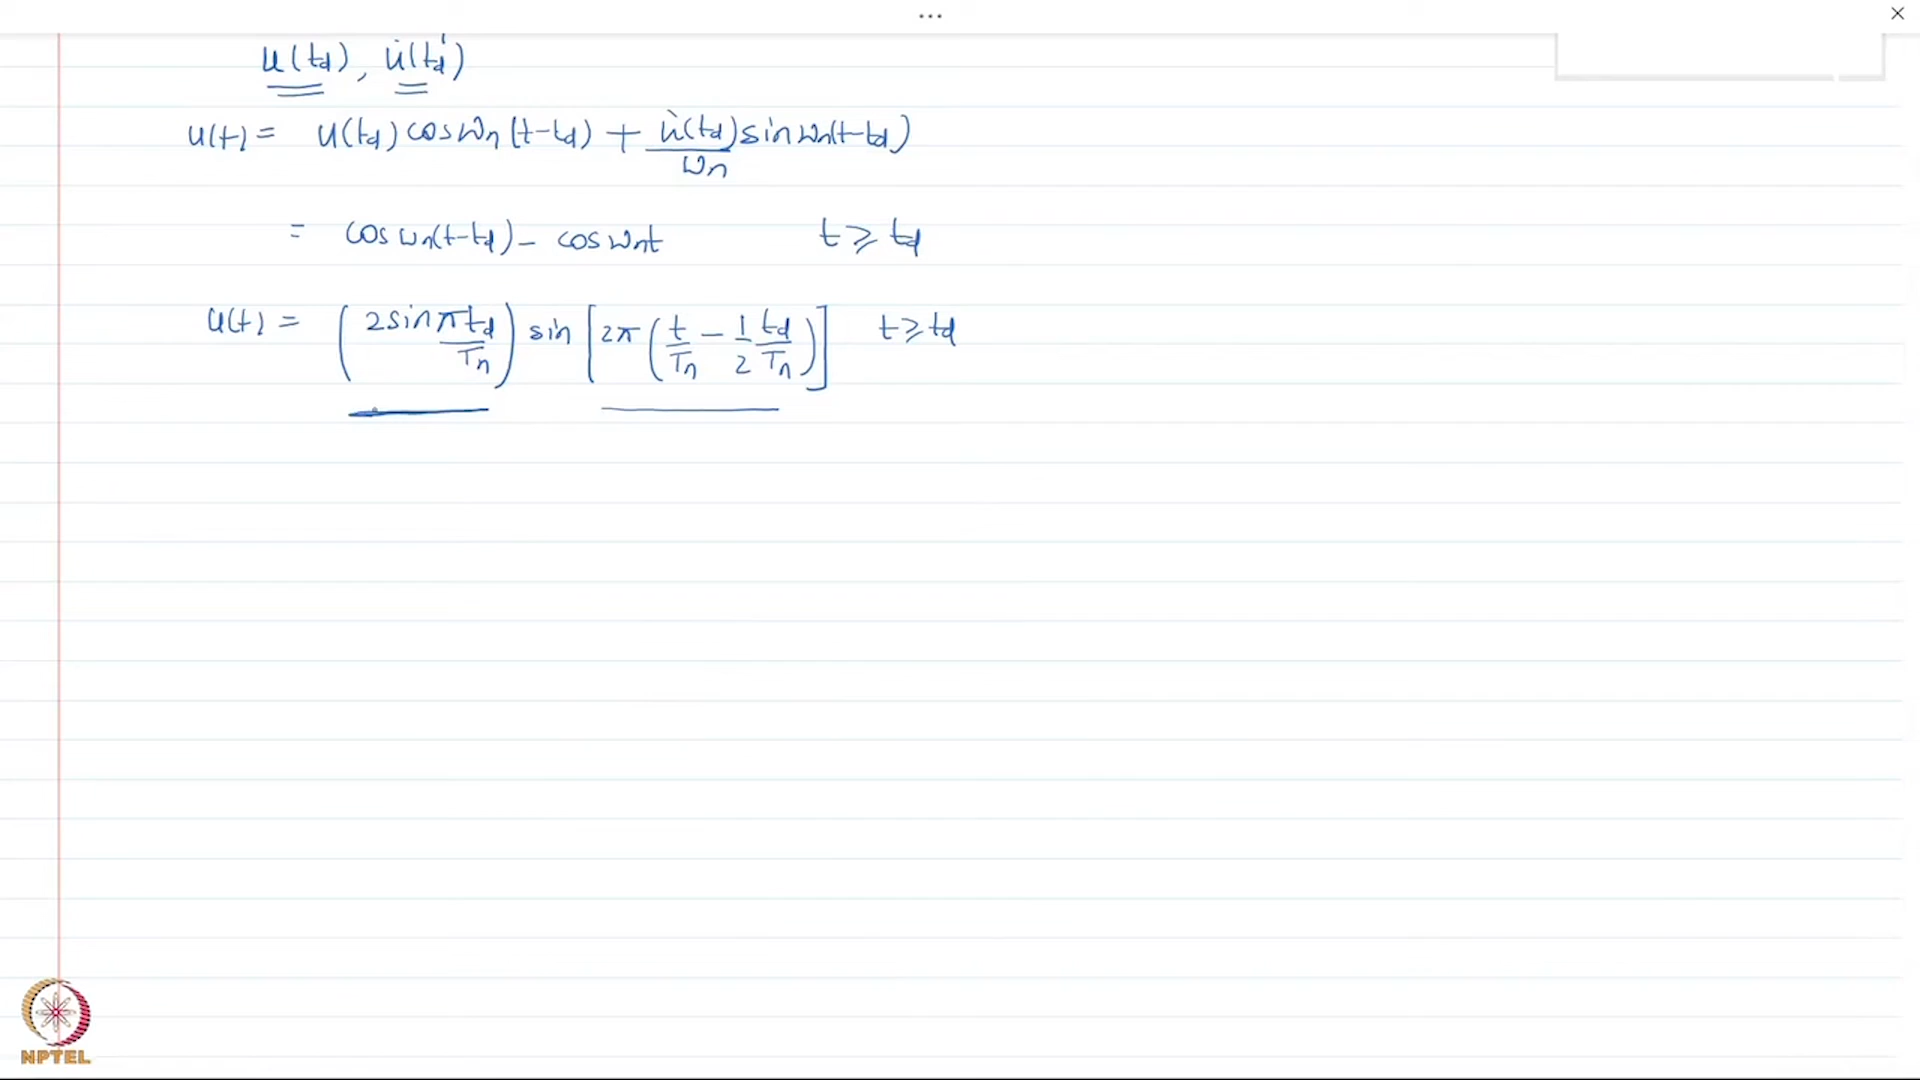 ...
u(td), u̇(td)
u(t) = u(td) cos ωn (t-td) + u̇(td)/ωn sin ωn(t-td)
= cos ωn(t-td) - cos ωnt t ≥ td
u(t) = (2 sin πtd/Tn) sin [2π (t/Tn - 1/2 td/Tn)] t ≥ td
NPTEL